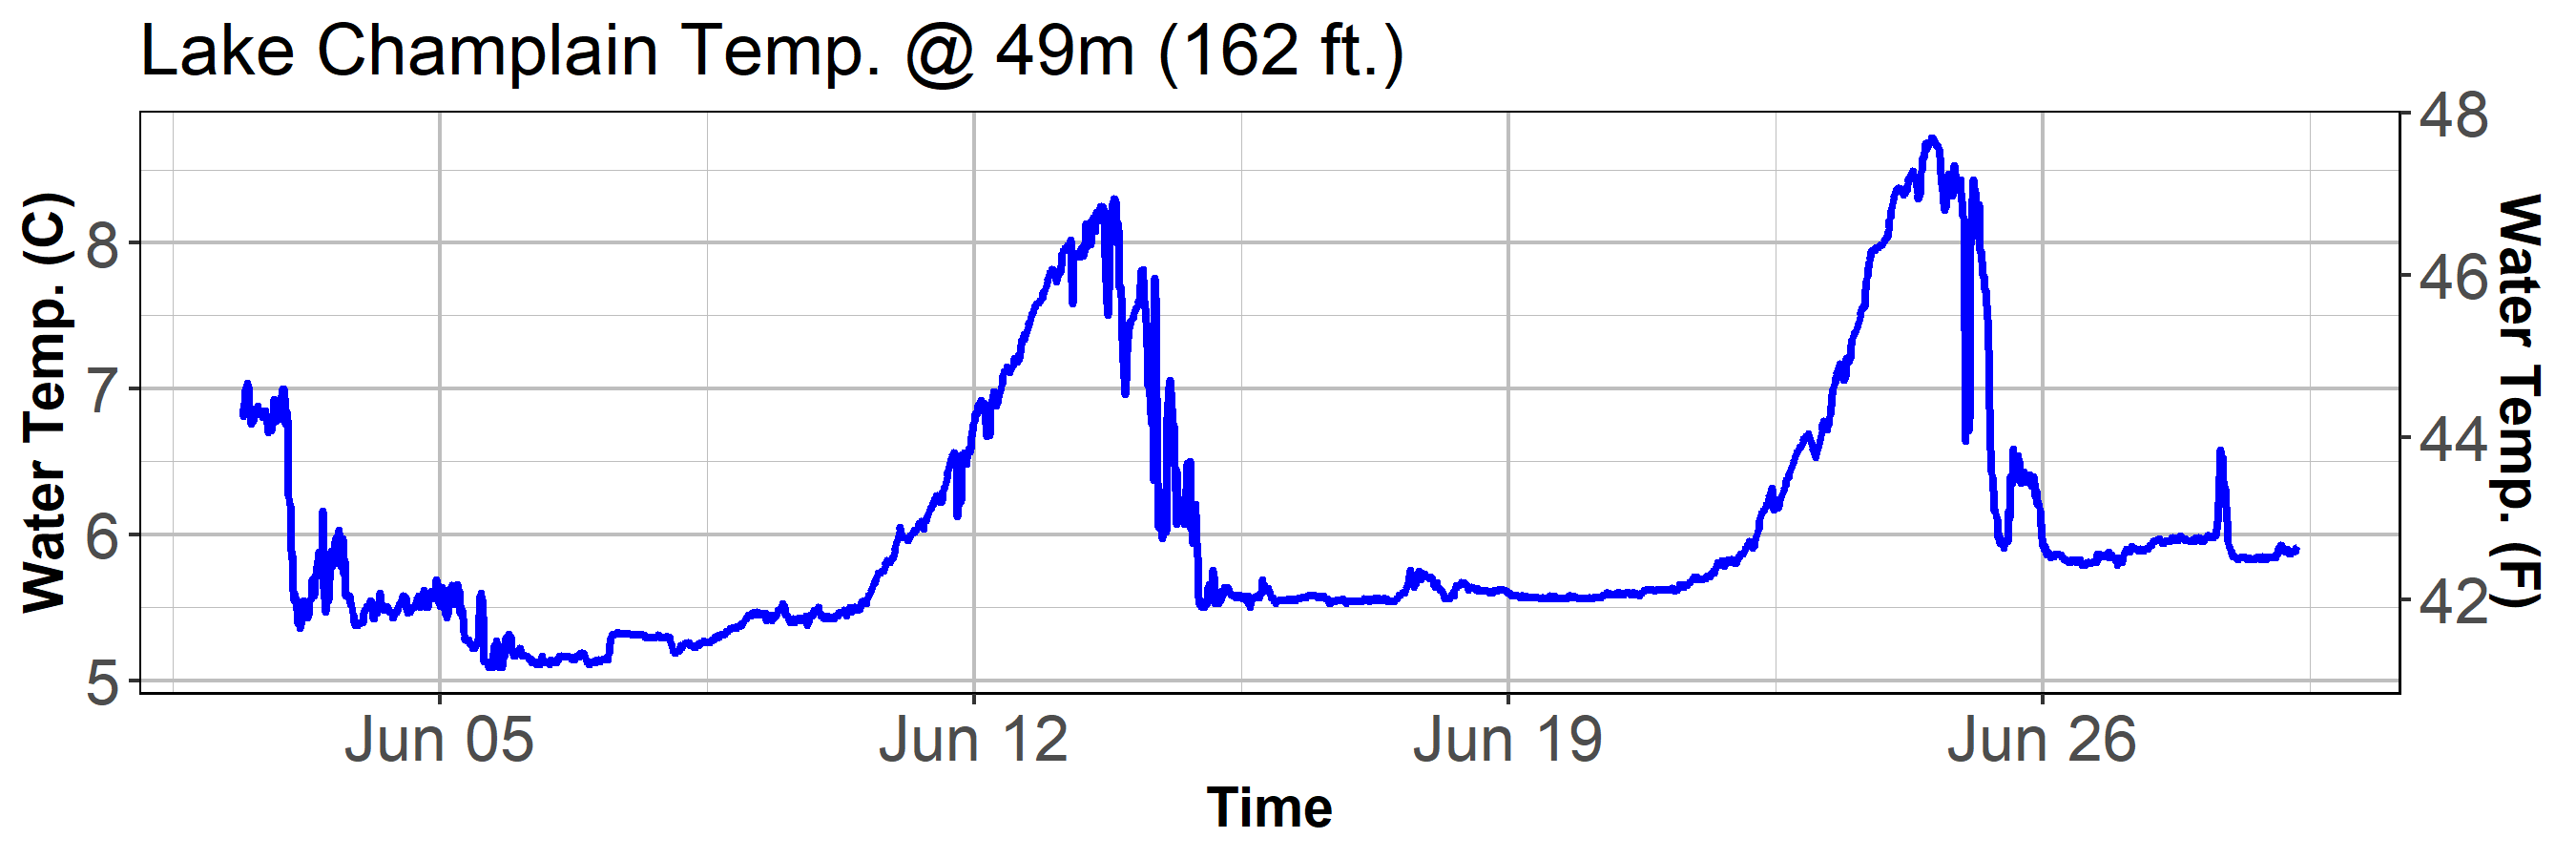 Lake Champlain Temp. @ 49m (162 ft.)
Water Temp. (C)
8
7
6
5
48
46
44
42
Water Temp. (F)
Jun 05
Jun 12
Jun 19
Jun 26
Time